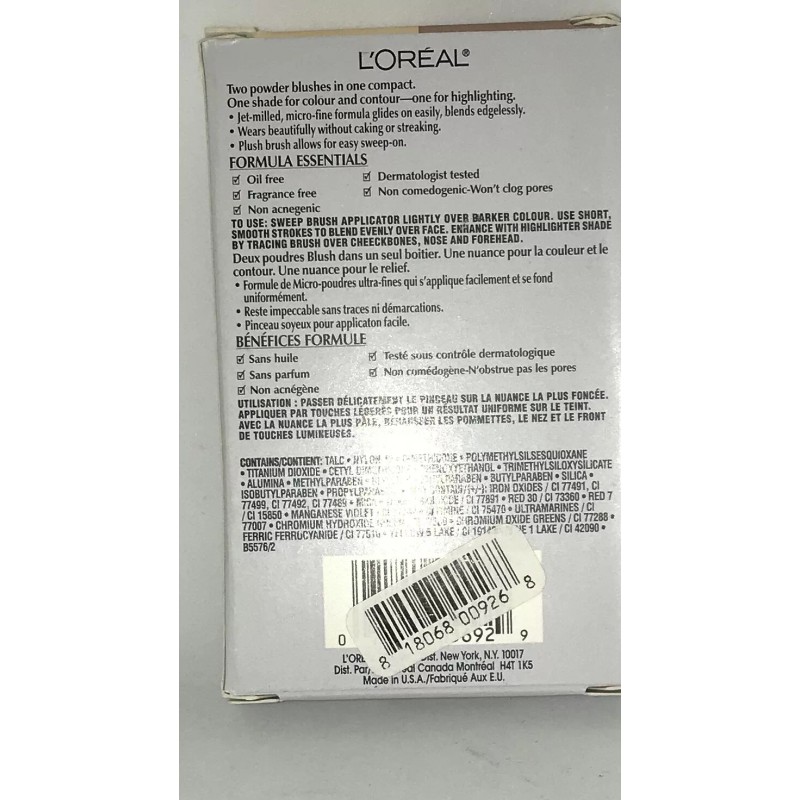 L'ORÉAL®
Two powder blushes in one compact.
One shade for colour and contour—one for highlighting.
• Jet-milled, micro-fine formula glides on easily, blends edgelessly.
• Wears beautifully without caking or streaking.
• Plush brush allows for easy sweep-on.
FORMULA ESSENTIALS
☑ Oil free ☑ Dermatologist tested
☑ Fragrance free ☑ Non comedogenic-Won't clog pores
☑ Non acnegenic
TO USE: SWEEP BRUSH APPLICATOR LIGHTLY OVER DARKER COLOUR. USE SHORT,
SMOOTH STROKES TO BLEND EVENLY OVER FACE. ENHANCE WITH HIGHLIGHTER SHADE
BY TRACING BRUSH OVER CHEECKBONES, NOSE AND FOREHEAD.
Deux poudres Blush dans un seul boitier. Une nuance pour la couleur et le
contour. Une nuance pour le relief.
• Formule de Micro-poudres ultra-fines qui s'applique facilement et se fond
uniformément.
• Reste impeccable sans traces ni démarcations.
• Pinceau soyeux pour applicaton facile.
BÉNÉFICES FORMULE
☑ Sans huile ☑ Testé sous contrôle dermatologique
☑ Sans parfum ☑ Non comédogène-N'obstrue pas les pores
☑ Non acnégène
UTILISATION : PASSER DÉLICATEMENT LE PINCEAU SUR LA NUANCE LA PLUS FONCÉE.
APPLIQUER PAR TOUCHES LÉGÈRES POUR UN RÉSULTAT UNIFORME SUR LE TEINT.
AVEC LA NUANCE LA PLUS PÂLE, REHAUSSER LES POMMETTES, LE NEZ ET LE FRONT
DE TOUCHES LUMINEUSES.
CONTAINS/CONTIENT: TALC • POLYMETHYLSILSESQUIOXANE
• TITANIUM DIOXIDE • CETYL • TRIMETHYLSILOXYSILICATE
• ALUMINA • METHYLPARABEN • BUTYLPARABEN • SILICA •
ISOBUTYLPARABEN • IRON OXIDES / CI 77491, CI
77499, CI 77492, CI 77489 • CI 77891 • RED 30 / CI 73360 • RED 7
/ CI 15850 • MANGANESE VIOLET • CI 75470 • ULTRAMARINES / CI
77007 • CHROMIUM HYDROXIDE • CHROMIUM OXIDE GREENS / CI 77288 •
FERRIC FERROCYANIDE / CI 77510 • LAKE / CI 1 LAKE / CI 42090 •
B5576/2
8 18068 00926 8
0 9
New York, N.Y. 10017
Dist. Canada Montréal H4T 1K5
Made in U.S.A./Fabriqué Aux E.U.